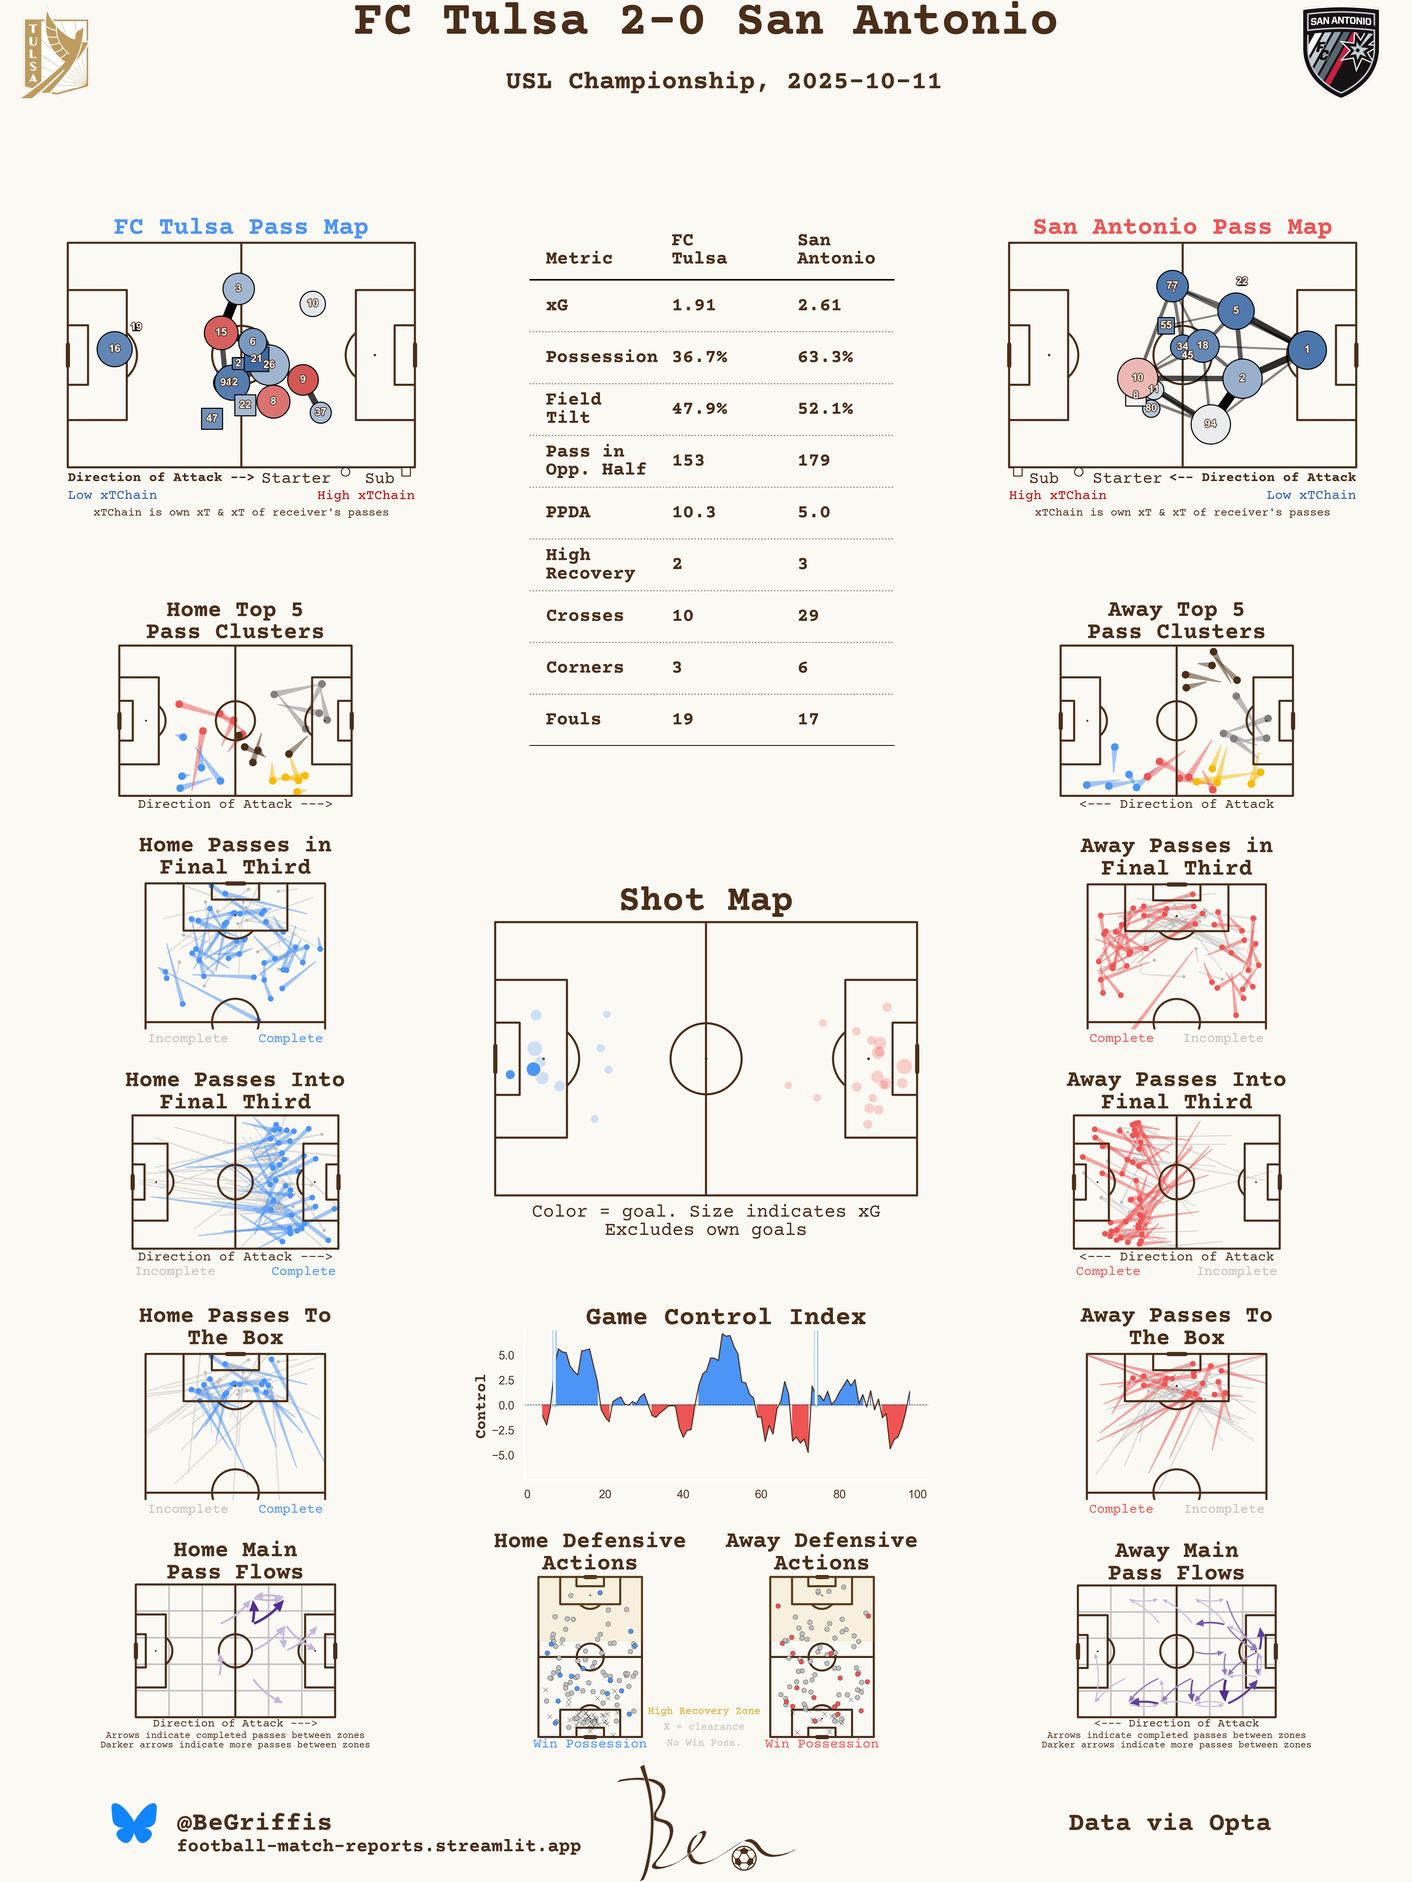 FC Tulsa 2-0 San Antonio
USL Championship, 2025-10-11
TULSA
SAN ANTONIO
FC
FC Tulsa Pass Map
3
10
19
15
16
6
21
2
26
9
12
8
22
37
47
Direction of Attack --> Starter Sub
Low xTChain High xTChain
xTChain is own xT & xT of receiver's passes
Metric FC Tulsa San Antonio
xG 1.91 2.61
Possession 36.7% 63.3%
Field Tilt 47.9% 52.1%
Pass in Opp. Half 153 179
PPDA 10.3 5.0
High Recovery 2 3
Crosses 10 29
Corners 3 6
Fouls 19 17
San Antonio Pass Map
77
22
5
55
34
18
45
1
10
2
11
8
80
94
Sub Starter <-- Direction of Attack
High xTChain Low xTChain
xTChain is own xT & xT of receiver's passes
Home Top 5
Pass Clusters
Direction of Attack --->
Away Top 5
Pass Clusters
<--- Direction of Attack
Home Passes in
Final Third
Incomplete Complete
Away Passes in
Final Third
Complete Incomplete
Shot Map
Color = goal. Size indicates xG
Excludes own goals
Home Passes Into
Final Third
Direction of Attack --->
Incomplete Complete
Away Passes Into
Final Third
<--- Direction of Attack
Complete Incomplete
Home Passes To
The Box
Incomplete Complete
Game Control Index
Control
5.0
2.5
0.0
−2.5
−5.0
0 20 40 60 80 100
Away Passes To
The Box
Complete Incomplete
Home Main
Pass Flows
Direction of Attack --->
Arrows indicate completed passes between zones
Darker arrows indicate more passes between zones
Home Defensive
Actions
Win Possession
High Recovery Zone
X = clearance
No Win Poss.
Away Defensive
Actions
Win Possession
Away Main
Pass Flows
<--- Direction of Attack
Arrows indicate completed passes between zones
Darker arrows indicate more passes between zones
@BeGriffis
football-match-reports.streamlit.app
Ben
Data via Opta